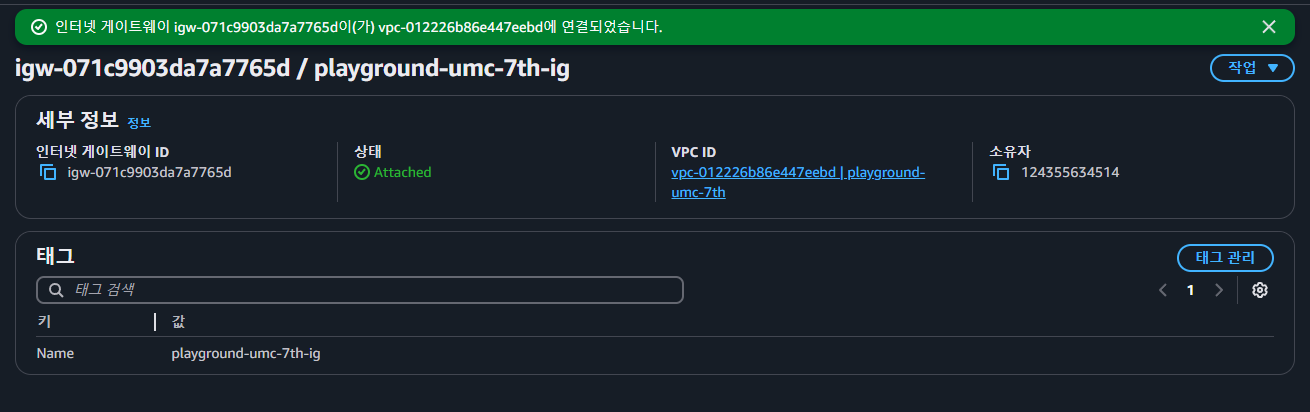 인터넷 게이트웨이 igw-071c9903da7a7765d이(가) vpc-012226b86e447eebd에 연결되었습니다.
igw-071c9903da7a7765d / playground-umc-7th-ig
작업
세부 정보 정보
인터넷 게이트웨이 ID
igw-071c9903da7a7765d
상태
Attached
VPC ID
vpc-012226b86e447eebd | playground-
umc-7th
소유자
124355634514
태그
태그 관리
태그 검색
1
키 값
Name playground-umc-7th-ig